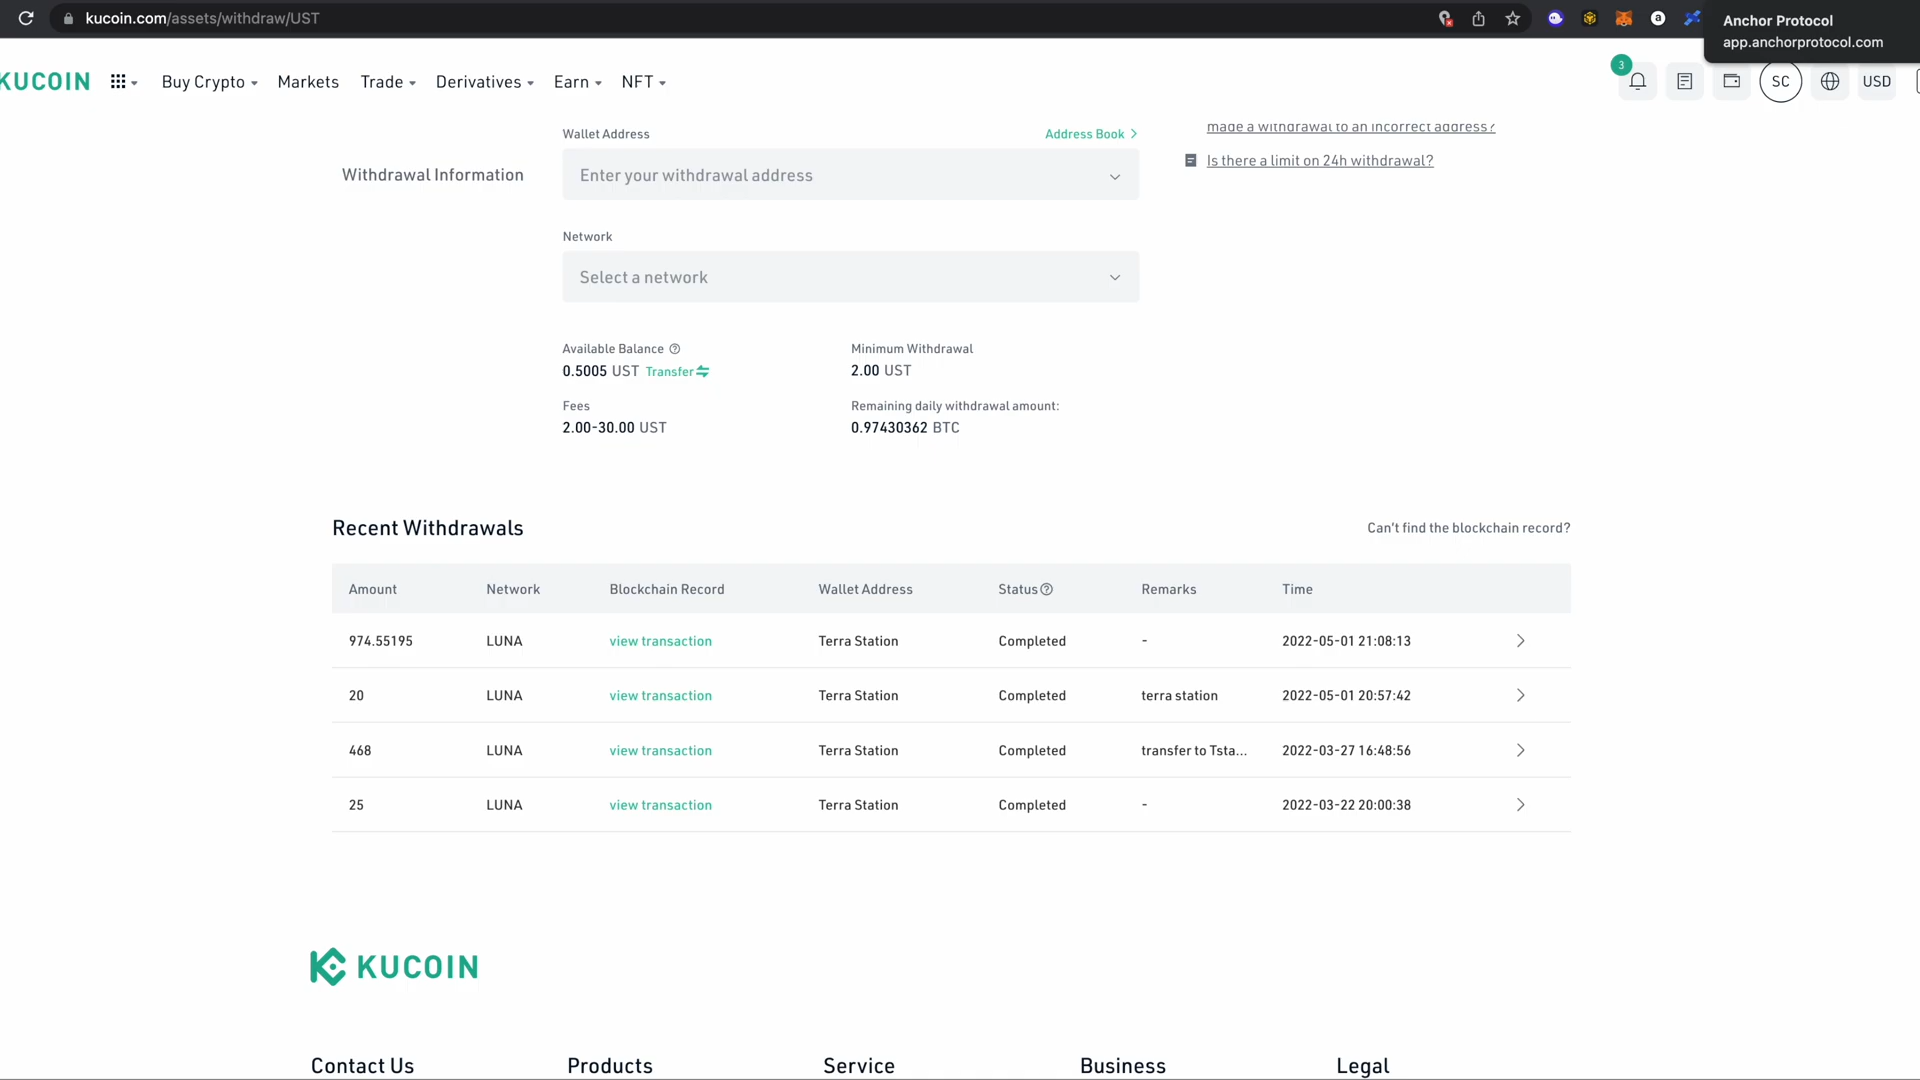 kucoin.com/assets/withdraw/UST
Anchor Protocol
app.anchorprotocol.com
KUCOIN
Buy Crypto
Markets
Trade
Derivatives
Earn
NFT
3
SC
USD
Wallet Address
Address Book
made a withdrawal to an incorrect address?
Withdrawal Information
Enter your withdrawal address
Is there a limit on 24h withdrawal?
Network
Select a network
Available Balance
Minimum Withdrawal
0.5005 UST Transfer
2.00 UST
Fees
Remaining daily withdrawal amount:
2.00-30.00 UST
0.97430362 BTC
Recent Withdrawals
Can't find the blockchain record?
Amount Network Blockchain Record Wallet Address Status Remarks Time
974.55195 LUNA view transaction Terra Station Completed - 2022-05-01 21:08:13
20 LUNA view transaction Terra Station Completed terra station 2022-05-01 20:57:42
468 LUNA view transaction Terra Station Completed transfer to Tsta... 2022-03-27 16:48:56
25 LUNA view transaction Terra Station Completed - 2022-03-22 20:00:38
KUCOIN
Contact Us Products Service Business Legal